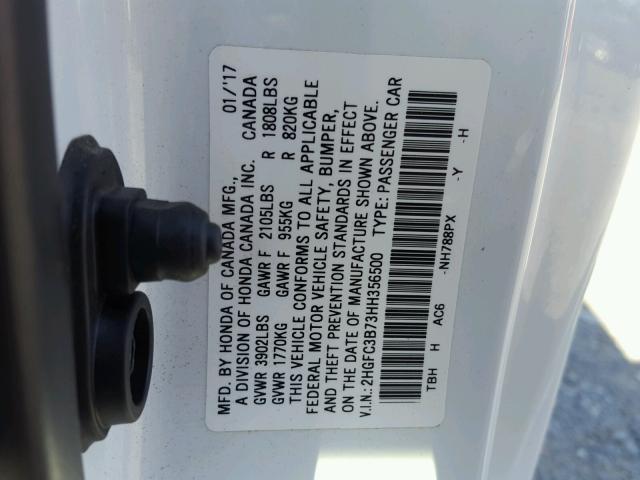 MFD. BY HONDA OF CANADA MFG., 01/'17
A DIVISION OF HONDA CANADA INC. CANADA
GVWR 3902LBS GAWR F 2105LBS R 1808LBS
GVWR 1770KG GAWR F 955KG R 820KG
THIS VEHICLE CONFORMS TO ALL APPLICABLE
FEDERAL MOTOR VEHICLE SAFETY, BUMPER,
AND THEFT PREVENTION STANDARDS IN EFFECT
ON THE DATE OF MANUFACTURE SHOWN ABOVE.
V.I.N.: 2HGFC3B73HH356500 TYPE: PASSENGER CAR
TBH H AC6 -NH788PX -Y -H